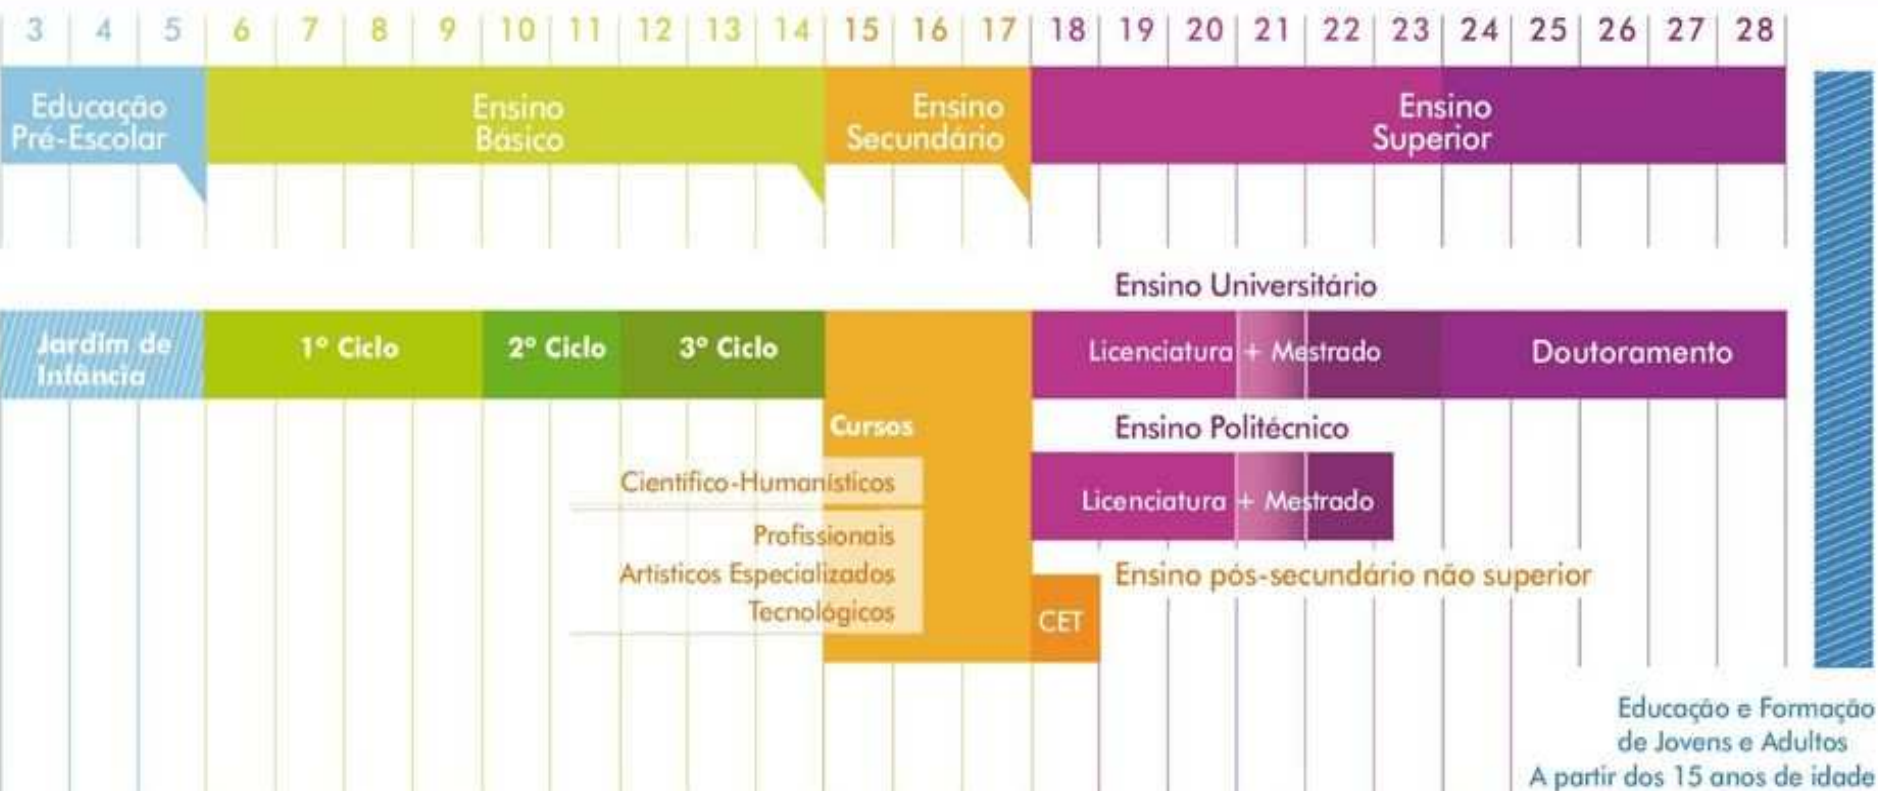 3 4 5 6 7 8 9 10 11 12 13 14 15 16 17 18 19 20 21 22 23 24 25 26 27 28
Educação
Pré-Escolar
Ensino
Básico
Ensino
Secundário
Ensino
Superior
Ensino Universitário
Jardim de
Infância
1º Ciclo
2º Ciclo
3º Ciclo
Licenciatura + Mestrado
Doutoramento
Cursos
Científico-Humanísticos
Profissionais
Artísticos Especializados
Tecnológicos
Ensino Politécnico
Licenciatura + Mestrado
Ensino pós-secundário não superior
CET
Educação e Formação
de Jovens e Adultos
A partir dos 15 anos de idade